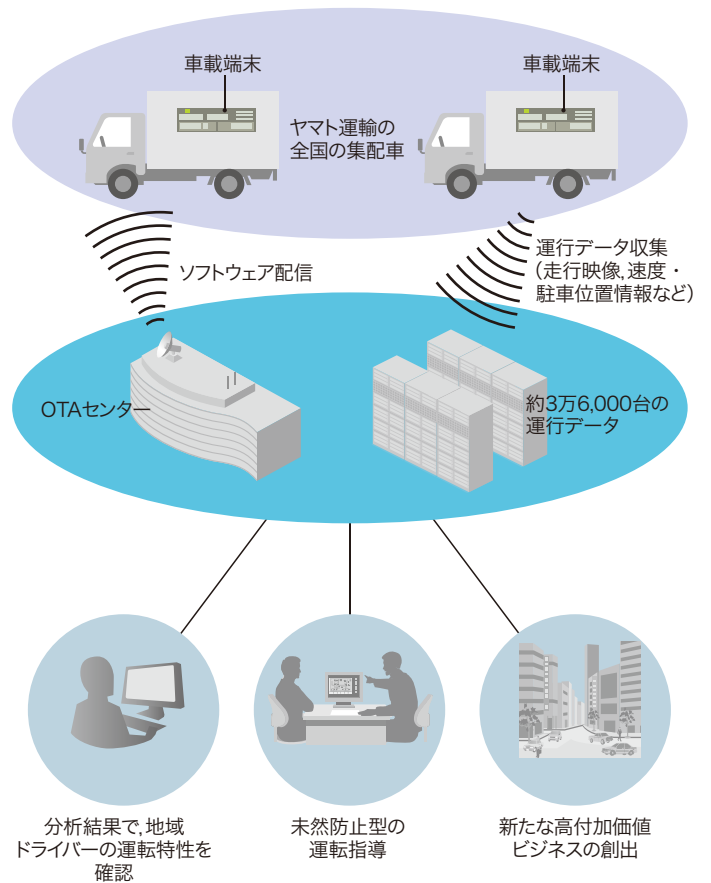 車載端末
車載端末
ヤマト運輸の
全国の集配車
ソフトウェア配信
運行データ収集
（走行映像，速度・
駐車位置情報など）
OTAセンター
約3万6,000台の
運行データ
分析結果で，地域
ドライバーの運転特性を
確認
未然防止型の
運転指導
新たな高付加価値
ビジネスの創出